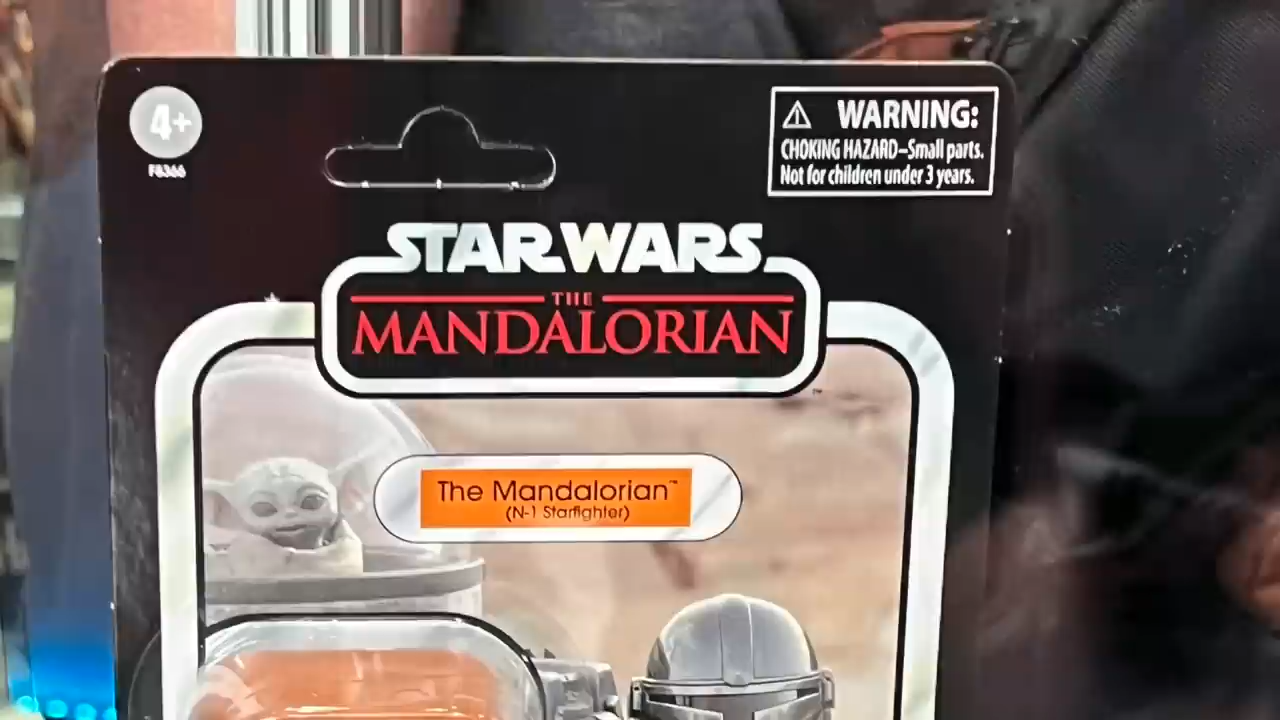 4+
F8366
WARNING:
CHOKING HAZARD–Small parts.
Not for children under 3 years.
STAR WARS
THE
MANDALORIAN
The Mandalorian™
(N-1 Starfighter)